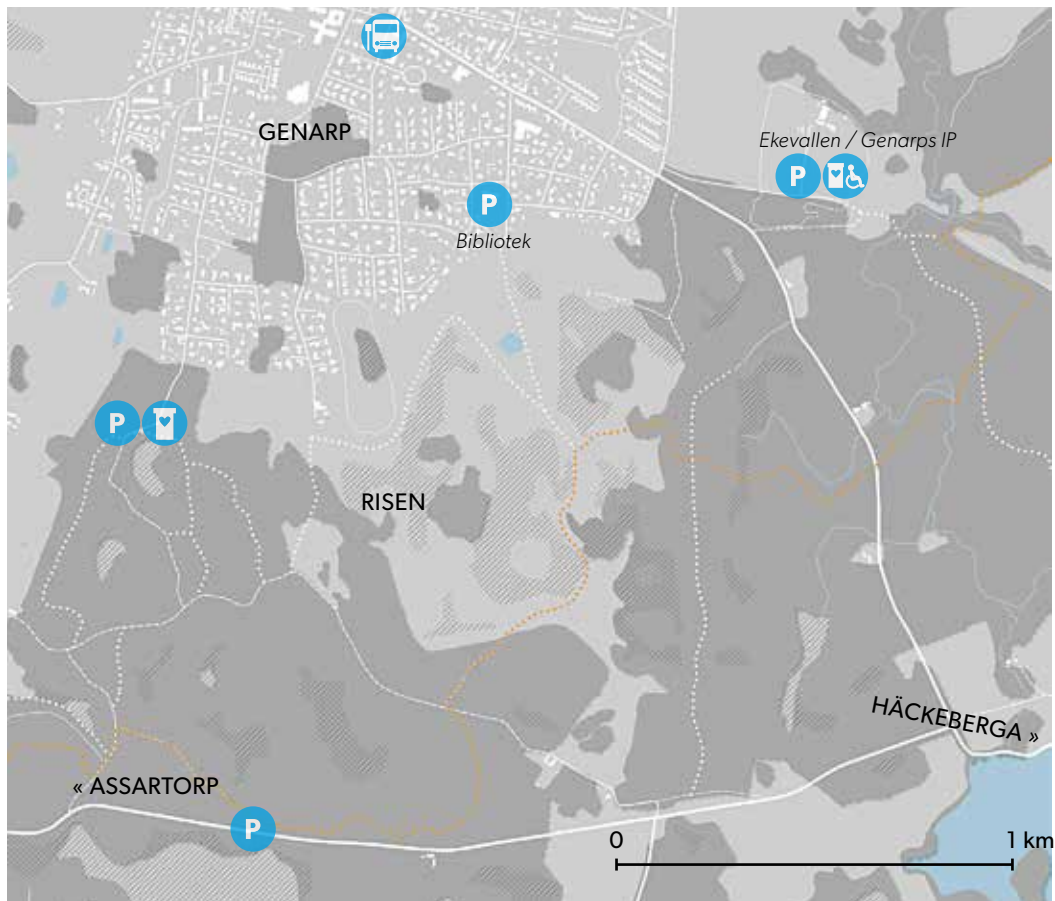 GENARP
Ekevallen / Genarps IP
P
P
Bibliotek
P
RISEN
HÄCKEBERGA »
« ASSARTORP
P
0 1 km